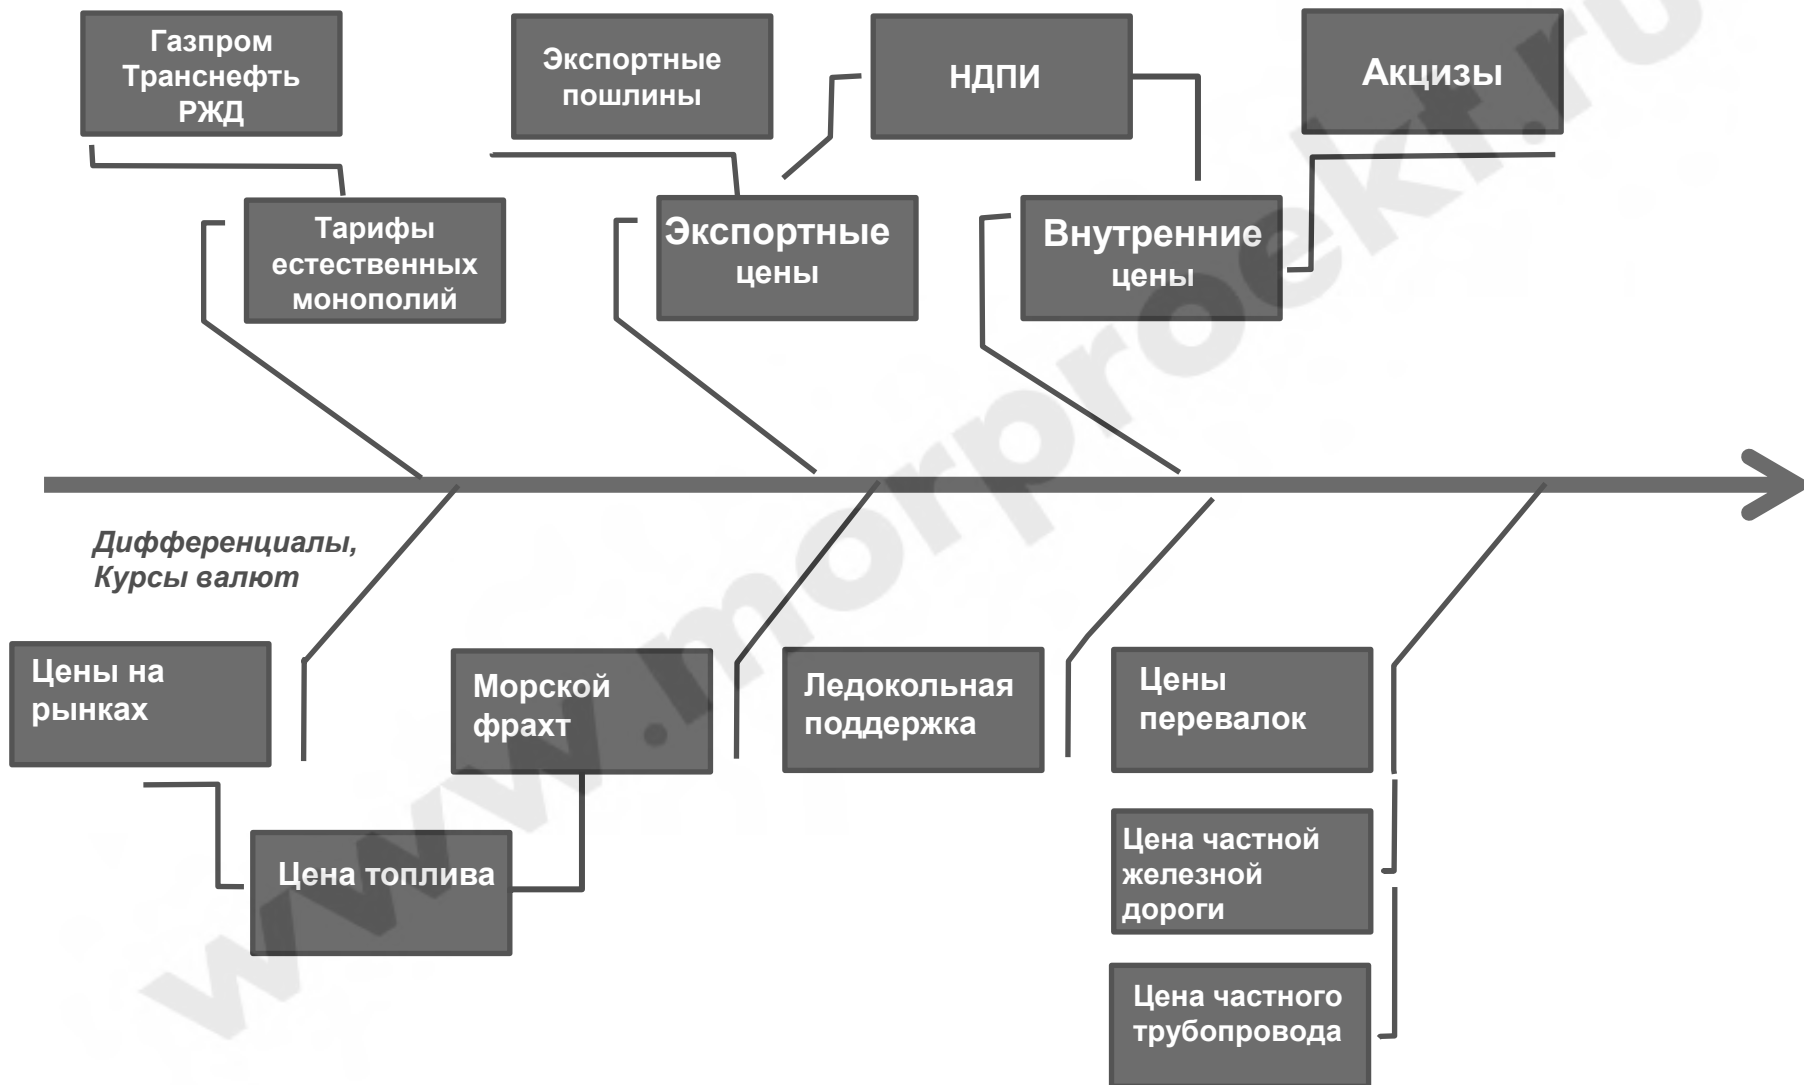 Газпром
Транснефть
РЖД
Экспортные
пошлины
НДПИ
Акцизы
Тарифы
естественных
монополий
Экспортные
цены
Внутренние
цены
Дифференциалы,
Курсы валют
Цены на
рынках
Морской
фрахт
Ледокольная
поддержка
Цены
перевалок
Цена топлива
Цена частной
железной
дороги
Цена частного
трубопровода
www.morproekt.ru